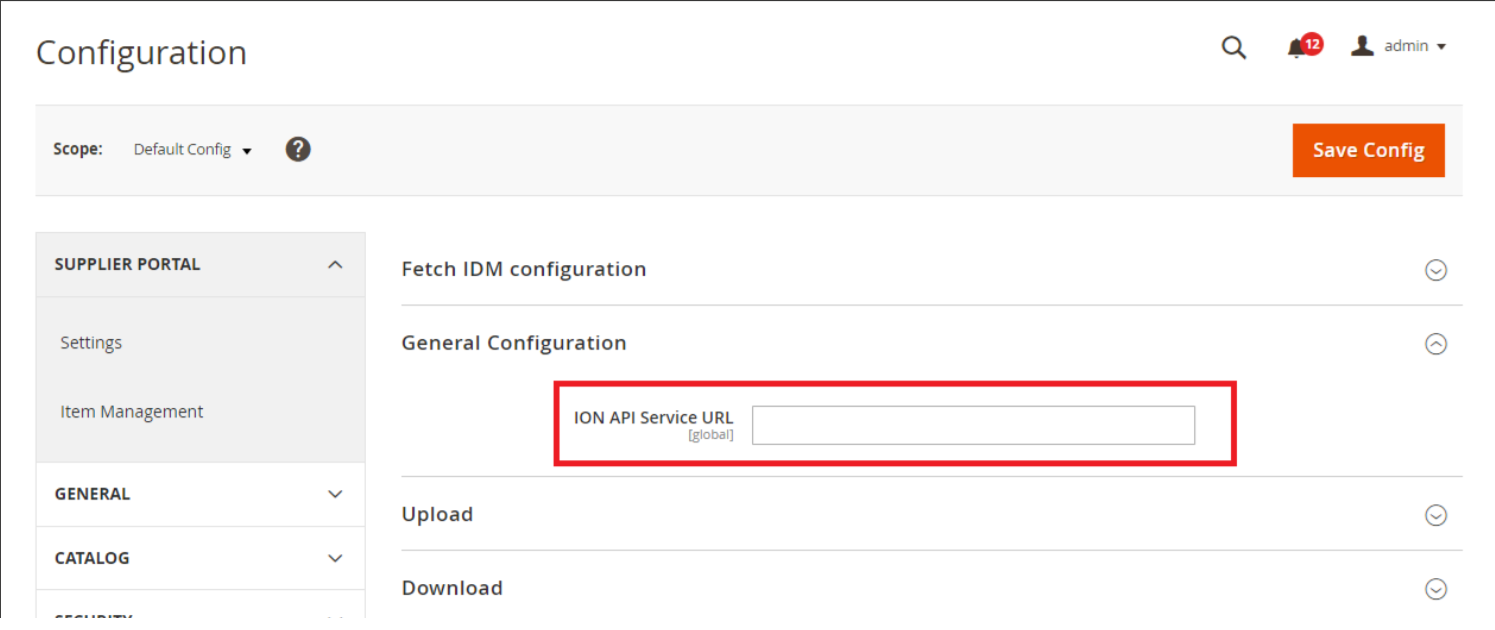 Configuration
12
admin
Scope:
Default Config
?
Save Config
SUPPLIER PORTAL
Settings
Item Management
GENERAL
CATALOG
SECURITY
Fetch IDM configuration
General Configuration
ION API Service URL
[global]
Upload
Download